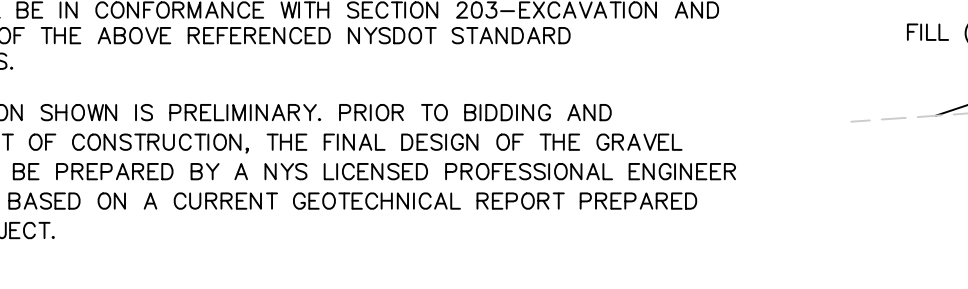 BE IN CONFORMANCE WITH SECTION 203–EXCAVATION AND
OF THE ABOVE REFERENCED NYSDOT STANDARD
S.
FILL (
ON SHOWN IS PRELIMINARY. PRIOR TO BIDDING AND
T OF CONSTRUCTION, THE FINAL DESIGN OF THE GRAVEL
BE PREPARED BY A NYS LICENSED PROFESSIONAL ENGINEER
BASED ON A CURRENT GEOTECHNICAL REPORT PREPARED
JECT.